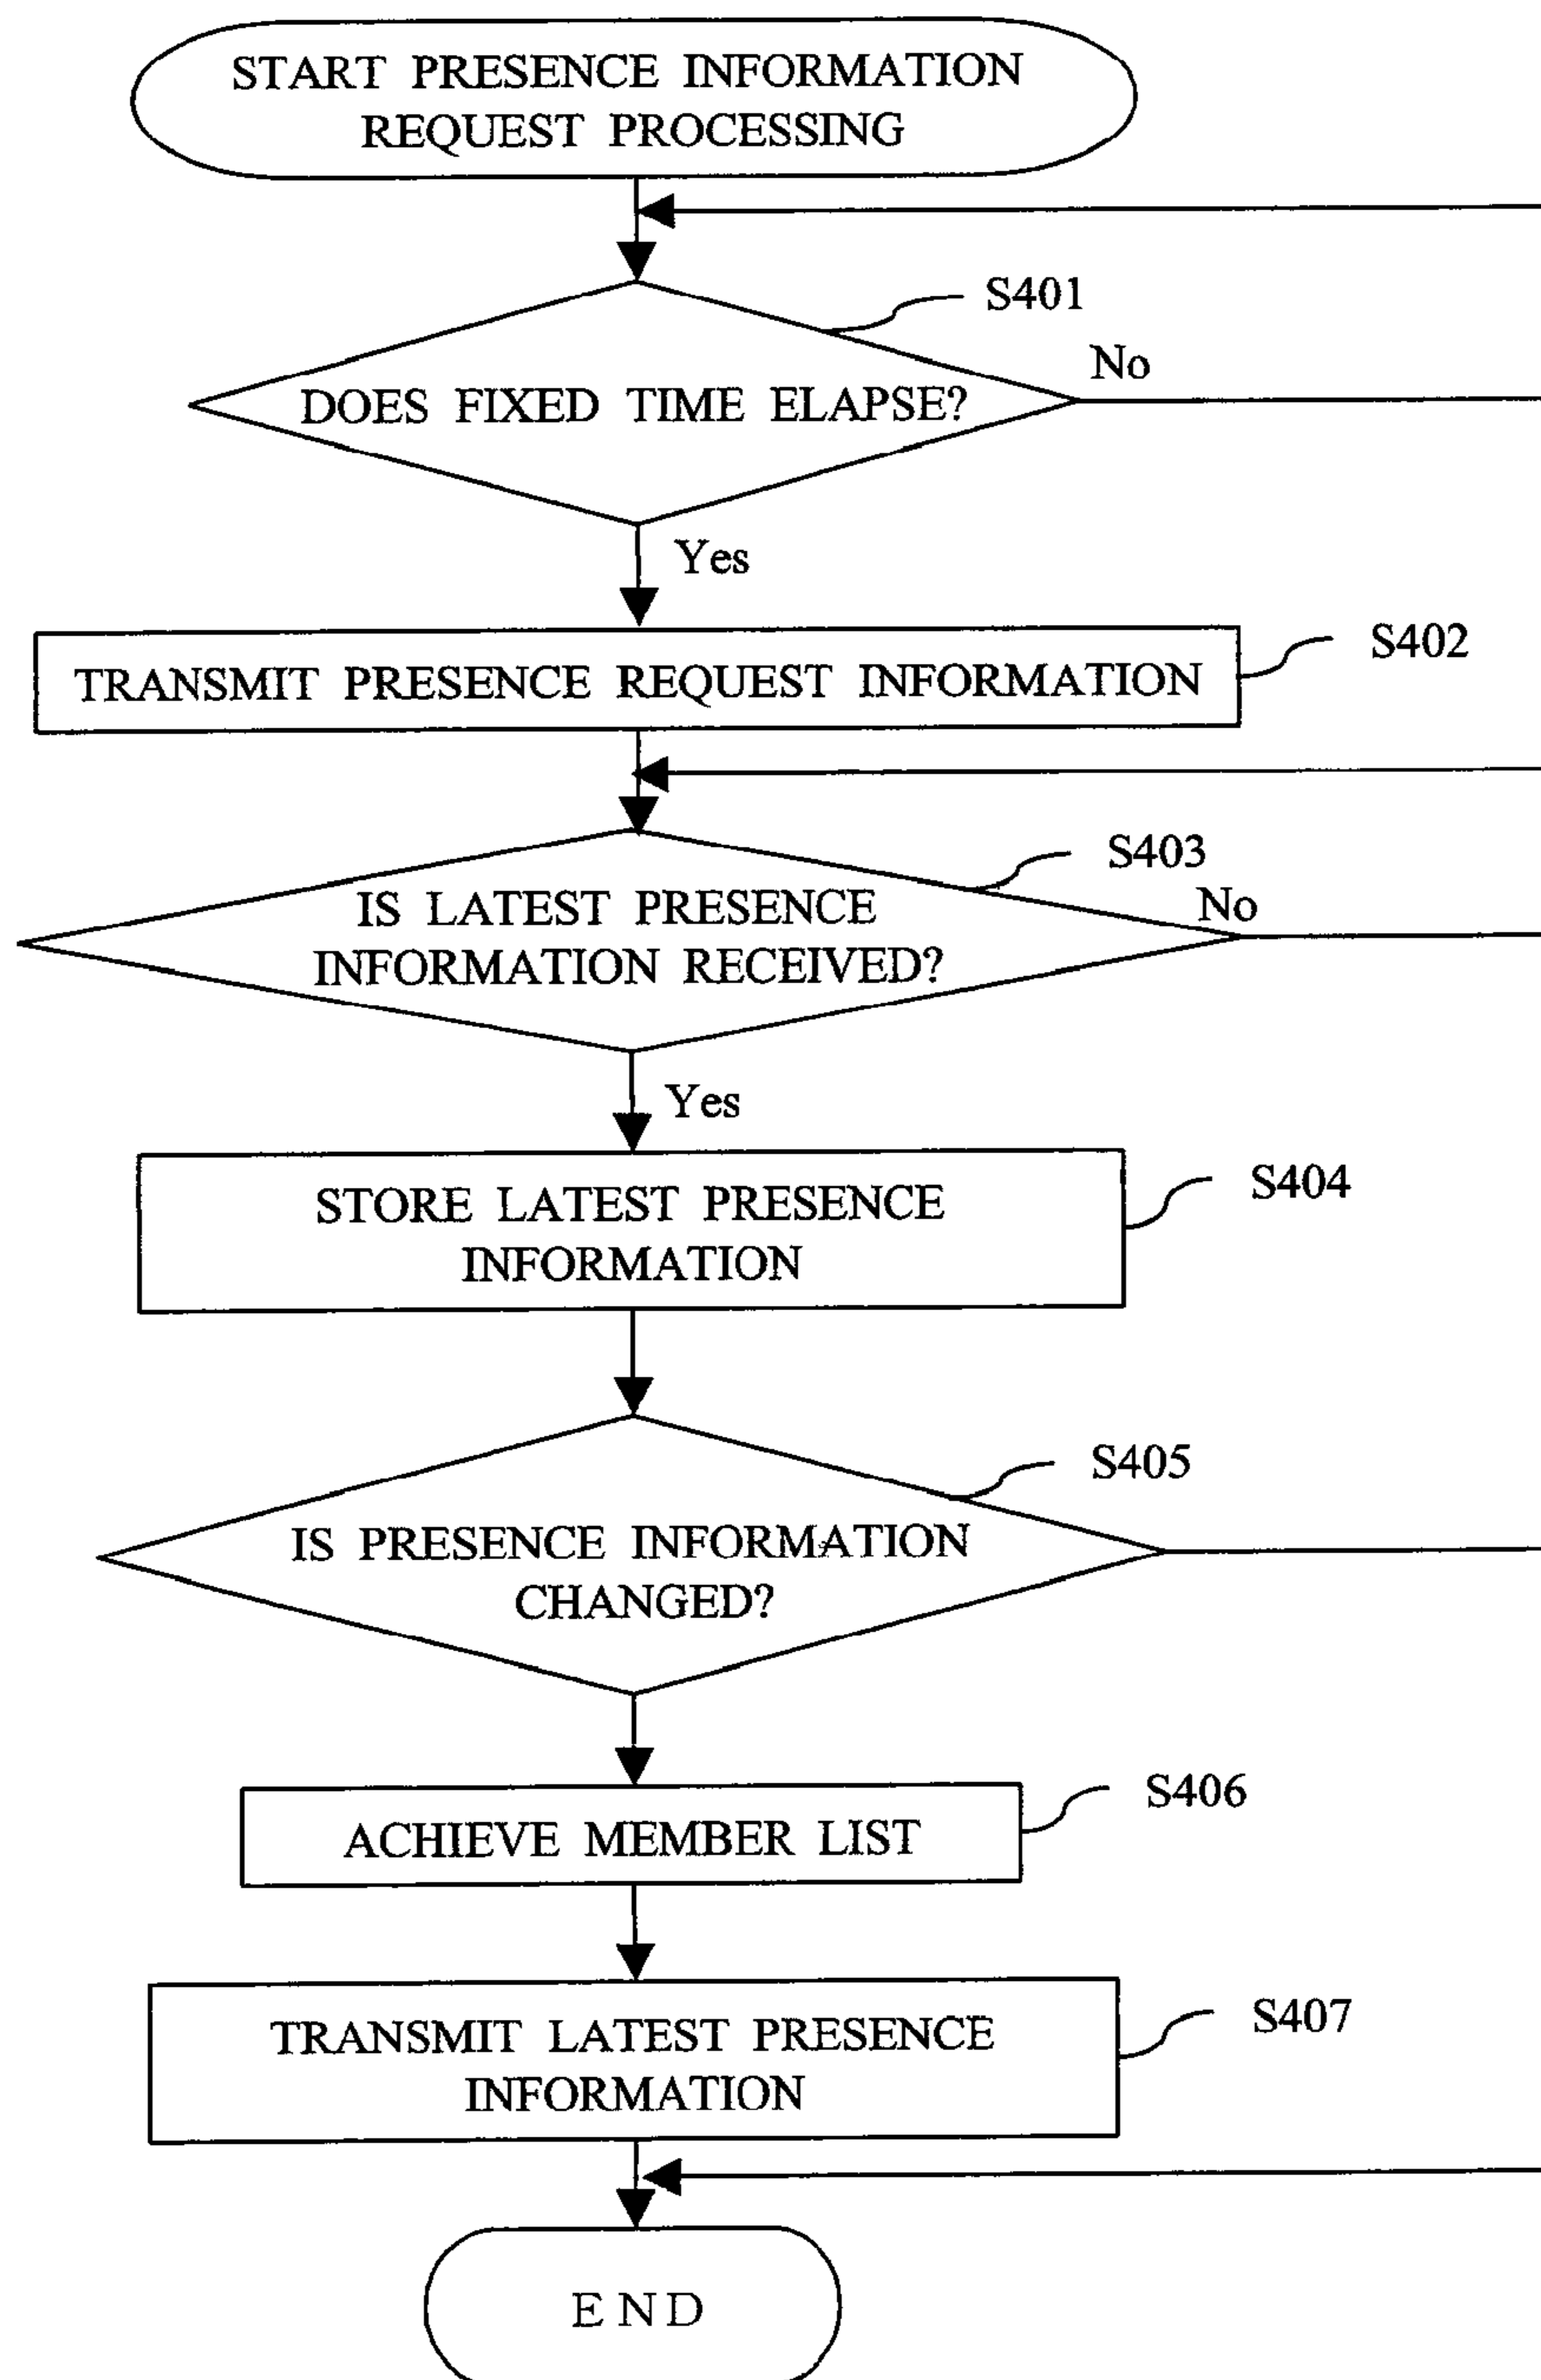 START PRESENCE INFORMATION
REQUEST PROCESSING
S401
No
DOES FIXED TIME ELAPSE?
Yes
S402
TRANSMIT PRESENCE REQUEST INFORMATION
S403
No
IS LATEST PRESENCE
INFORMATION RECEIVED?
Yes
S404
STORE LATEST PRESENCE
INFORMATION
S405
IS PRESENCE INFORMATION
CHANGED?
S406
ACHIEVE MEMBER LIST
S407
TRANSMIT LATEST PRESENCE
INFORMATION
END